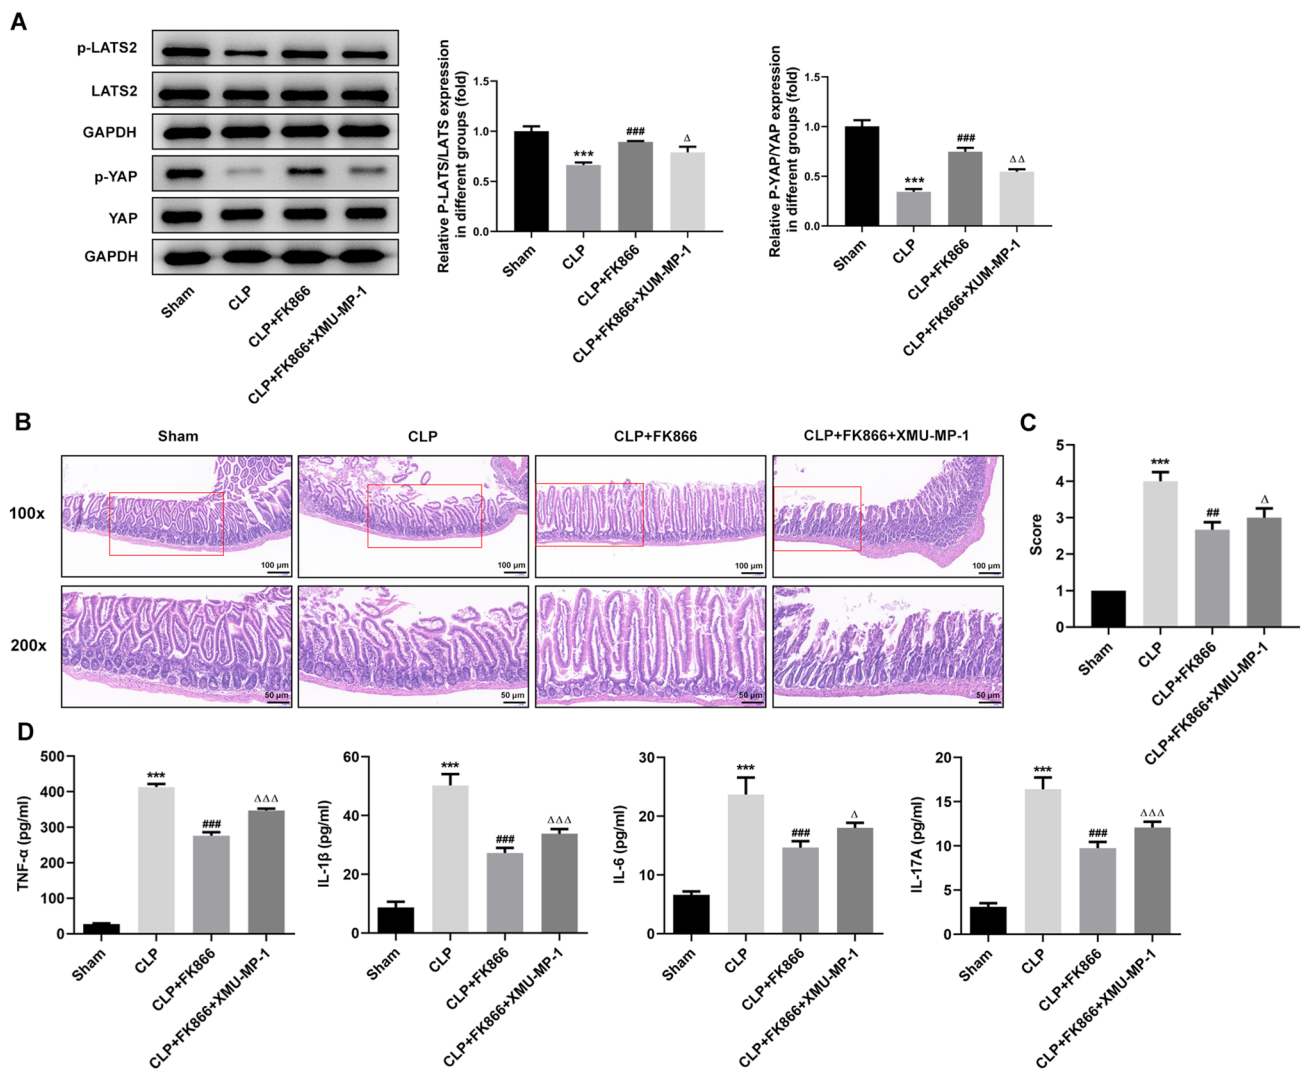 A
p-LATS2
LATS2
GAPDH
p-YAP
YAP
GAPDH
Sham
CLP
CLP+FK866
CLP+FK866+XMU-MP-1
Relative P-LATS/LATS expression
in different groups (fold)
1.5
1.0
0.5
0.0
***
###
Δ
Sham
CLP
CLP+FK866
CLP+FK866+XUM-MP-1
Relative P-YAP/YAP expression
in different groups (fold)
1.5
1.0
0.5
0.0
***
###
ΔΔ
Sham
CLP
CLP+FK866
CLP+FK866+XUM-MP-1
B
Sham
CLP
CLP+FK866
CLP+FK866+XMU-MP-1
100x
100 μm
100 μm
100 μm
100 μm
200x
50 μm
50 μm
50 μm
50 μm
C
Score
5
4
3
2
1
0
***
##
Δ
Sham
CLP
CLP+FK866
CLP+FK866+XMU-MP-1
D
TNF-α (pg/ml)
500
400
300
200
100
0
***
###
ΔΔΔ
Sham
CLP
CLP+FK866
CLP+FK866+XMU-MP-1
IL-1β (pg/ml)
60
40
20
0
***
###
ΔΔΔ
Sham
CLP
CLP+FK866
CLP+FK866+XMU-MP-1
IL-6 (pg/ml)
30
20
10
0
***
###
Δ
Sham
CLP
CLP+FK866
CLP+FK866+XMU-MP-1
IL-17A (pg/ml)
20
15
10
5
0
***
###
ΔΔΔ
Sham
CLP
CLP+FK866
CLP+FK866+XMU-MP-1